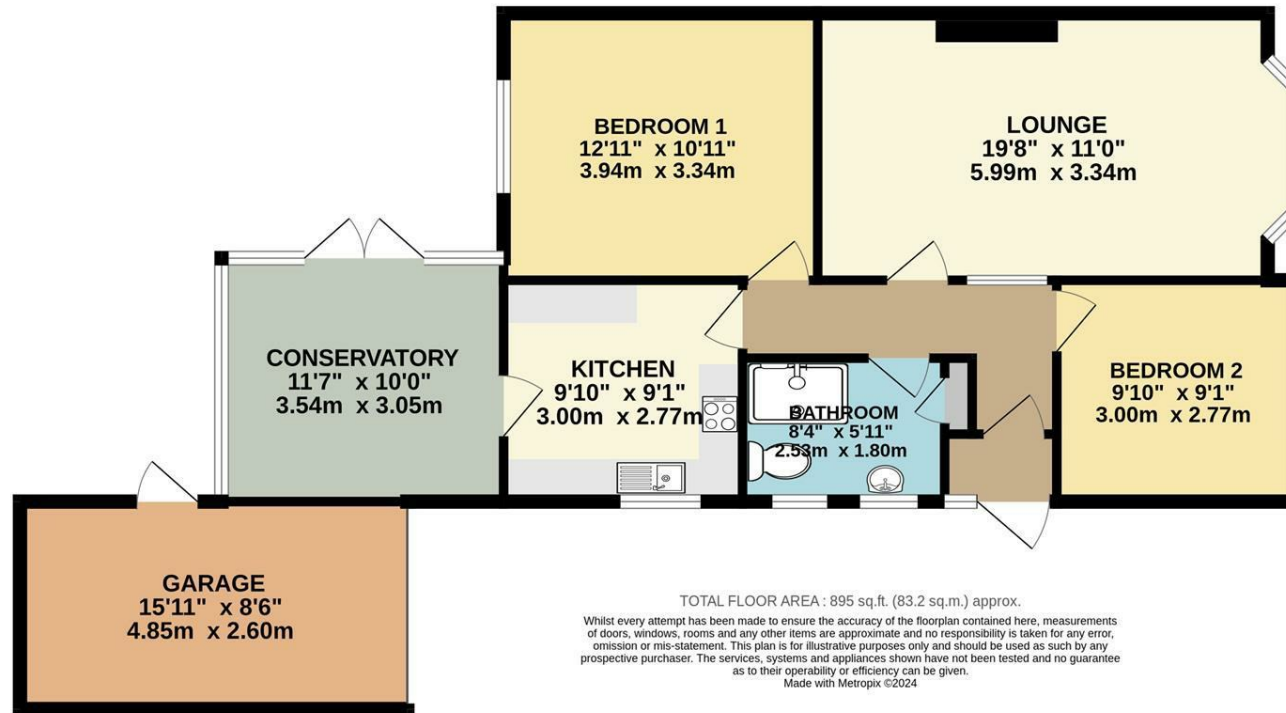 BEDROOM 1
12'11" x 10'11"
3.94m x 3.34m
LOUNGE
19'8" x 11'0"
5.99m x 3.34m
CONSERVATORY
11'7" x 10'0"
3.54m x 3.05m
KITCHEN
9'10" x 9'1"
3.00m x 2.77m
BATHROOM
8'4" x 5'11"
2.53m x 1.80m
BEDROOM 2
9'10" x 9'1"
3.00m x 2.77m
GARAGE
15'11" x 8'6"
4.85m x 2.60m
TOTAL FLOOR AREA : 895 sq.ft. (83.2 sq.m.) approx.
Whilst every attempt has been made to ensure the accuracy of the floorplan contained here, measurements
of doors, windows, rooms and any other items are approximate and no responsibility is taken for any error,
omission or mis-statement. This plan is for illustrative purposes only and should be used as such by any
prospective purchaser. The services, systems and appliances shown have not been tested and no guarantee
as to their operability or efficiency can be given.
Made with Metropix ©2024